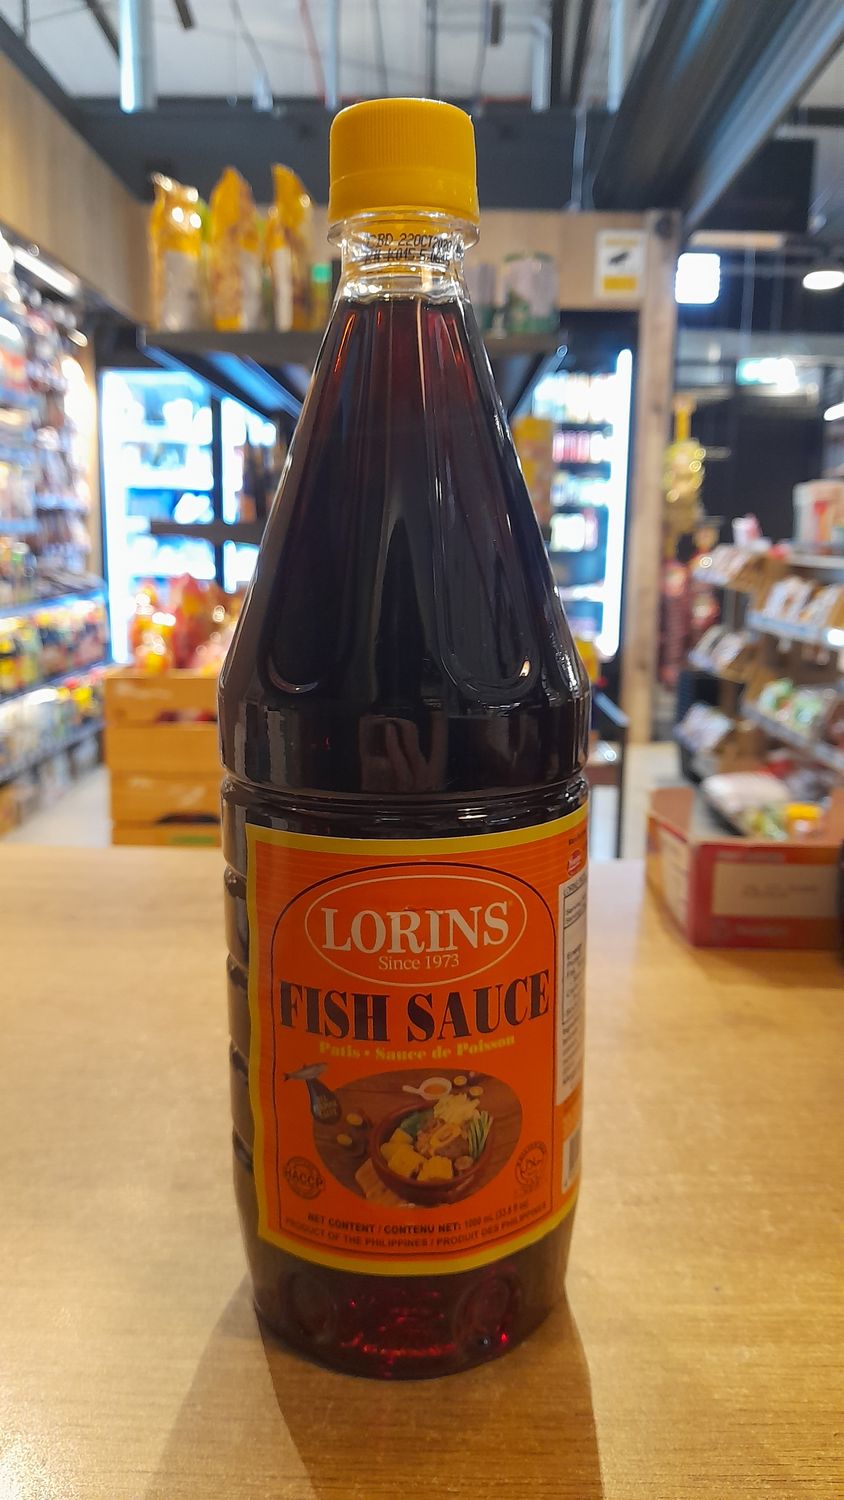 LORINS
Since 1973
FISH SAUCE
Patis • Sauce de Poisson
HACCP
NET CONTENT / CONTENU NET: 1000 mL (33.8 fl oz)
PRODUCT OF THE PHILIPPINES / PRODUIT DES PHILIPPINES